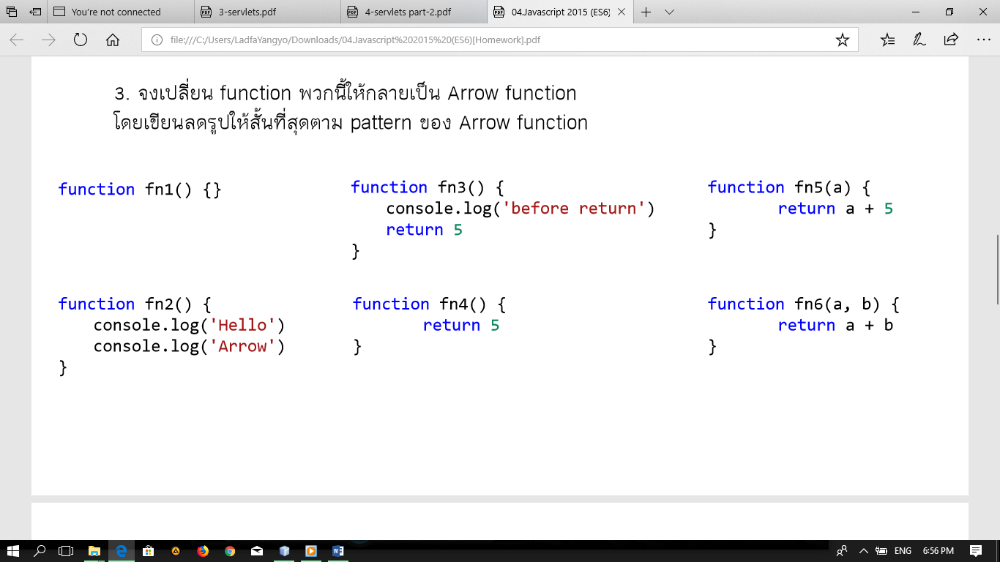 You're not connected
3-servlets.pdf
4-servlets part-2.pdf
04.Javascript 2015 (ES6)
file:///C:/Users/LadfaYangyo/Downloads/04.Javascript%202015%20(ES6)[Homework].pdf
3. จงเปลี่ยน function พวกนี้ให้กลายเป็น Arrow function
โดยเขียนลดรูปให้สั้นที่สุดตาม pattern ของ Arrow function
function fn1() {}
function fn2() {
console.log('Hello')
console.log('Arrow')
}
function fn3() {
console.log('before return')
return 5
}
function fn4() {
return 5
}
function fn5(a) {
return a + 5
}
function fn6(a, b) {
return a + b
}
ENG
6:56 PM